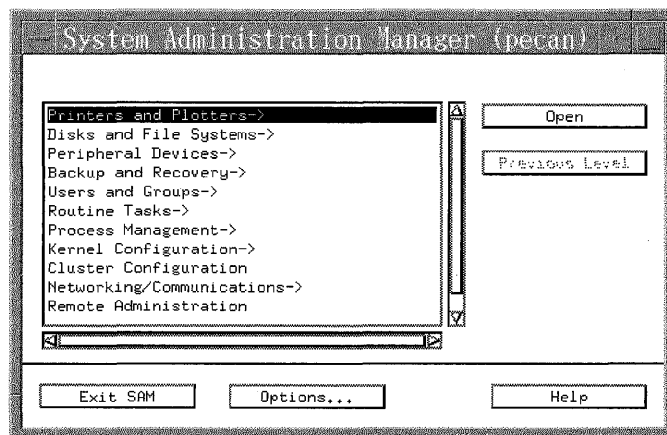 System Administration Manager (pecan)
Printers and Plotters->
Disks and File Systems->
Peripheral Devices->
Backup and Recovery->
Users and Groups->
Routine Tasks->
Process Management->
Kernel Configuration->
Cluster Configuration
Networking/Communications->
Remote Administration
Open
Previous Level
Exit SAM
Options...
Help